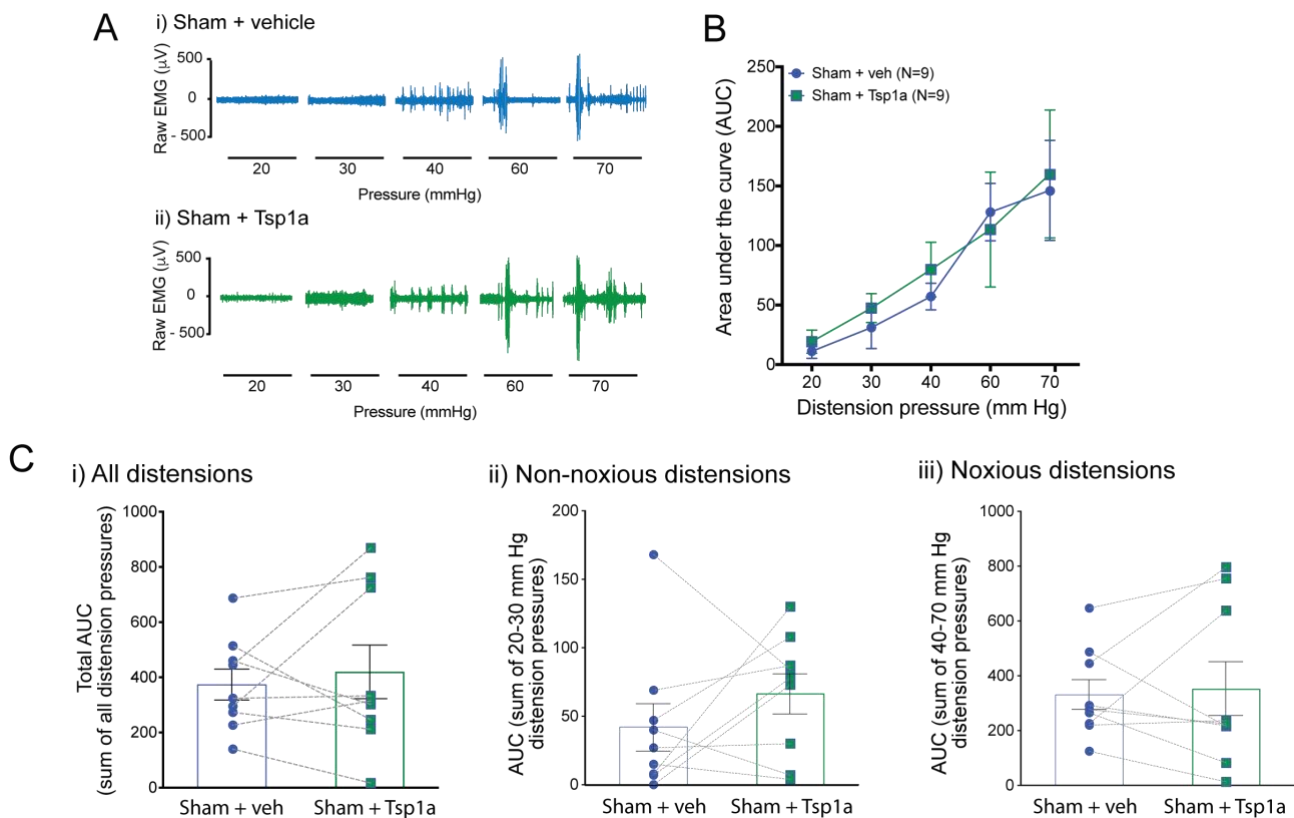 A
i) Sham + vehicle
Raw EMG (µV)
500
0
- 500
20 30 40 60 70
Pressure (mmHg)
ii) Sham + Tsp1a
Raw EMG (µV)
500
0
- 500
20 30 40 60 70
Pressure (mmHg)
B
Area under the curve (AUC)
250
200
150
100
50
0
Sham + veh (N=9)
Sham + Tsp1a (N=9)
20 30 40 60 70
Distension pressure (mm Hg)
C
i) All distensions
Total AUC
(sum of all distension pressures)
1000
800
600
400
200
0
Sham + veh Sham + Tsp1a
ii) Non-noxious distensions
AUC (sum of 20-30 mm Hg
distension pressures)
200
150
100
50
0
Sham + veh Sham + Tsp1a
iii) Noxious distensions
AUC (sum of 40-70 mm Hg
distension pressures)
1000
800
600
400
200
0
Sham + veh Sham + Tsp1a